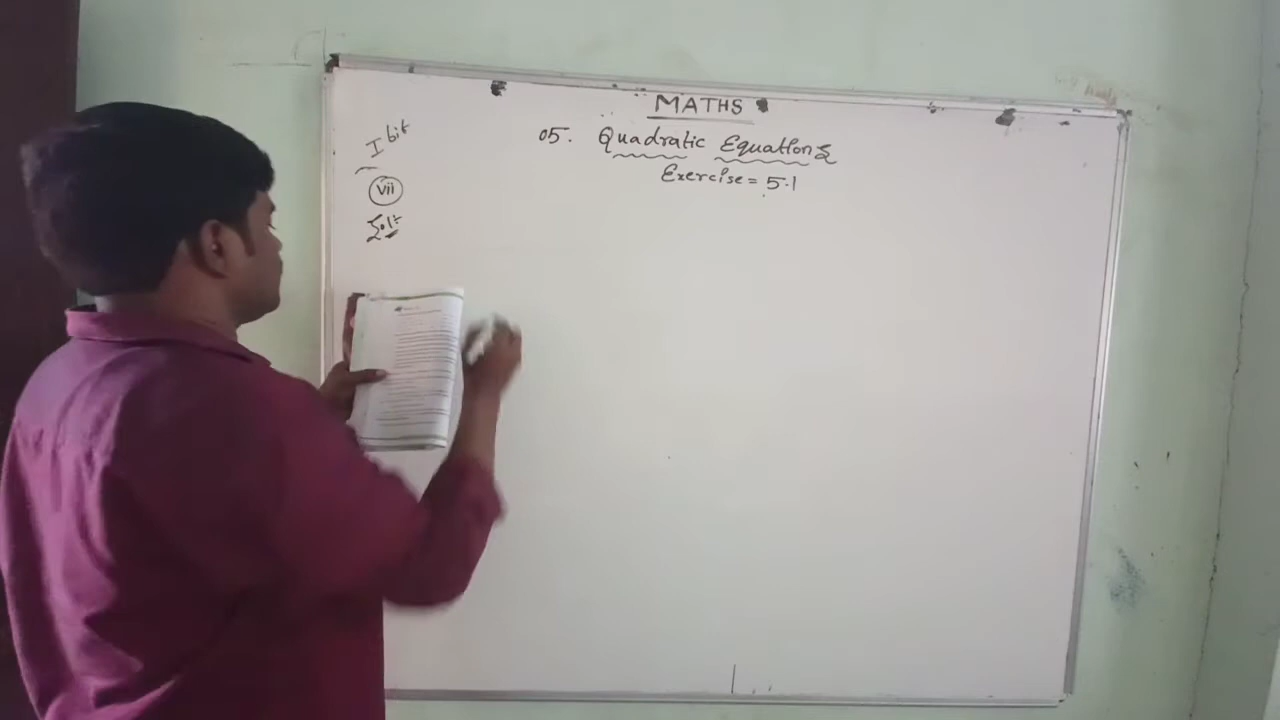 MATHS
05. Quadratic Equations
Exercise = 5.1
I bit
vii
Sol: